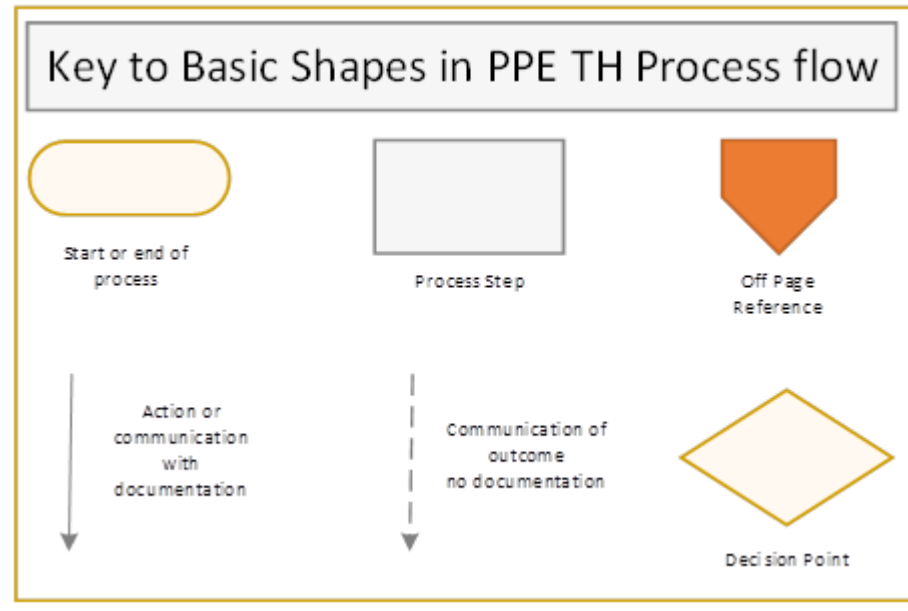 Key to Basic Shapes in PPE TH Process flow
Start or end of
process
Process Step
Off Page
Reference
Action or
communication
with
documentation
Communication of
outcome
no documentation
Decision Point